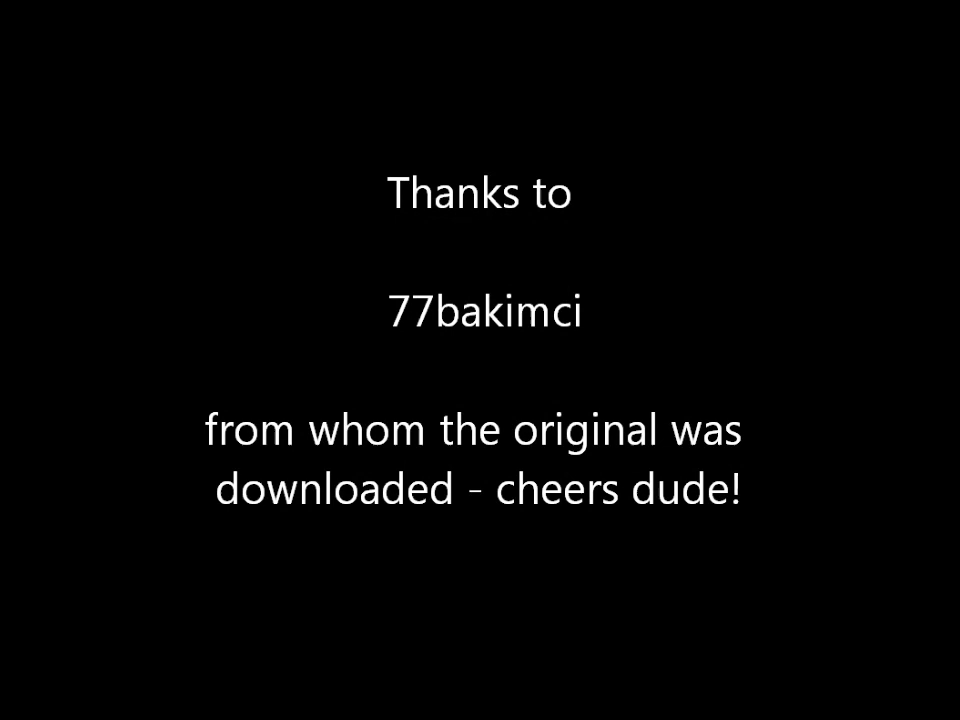 Thanks to
77bakimci
from whom the original was
downloaded - cheers dude!